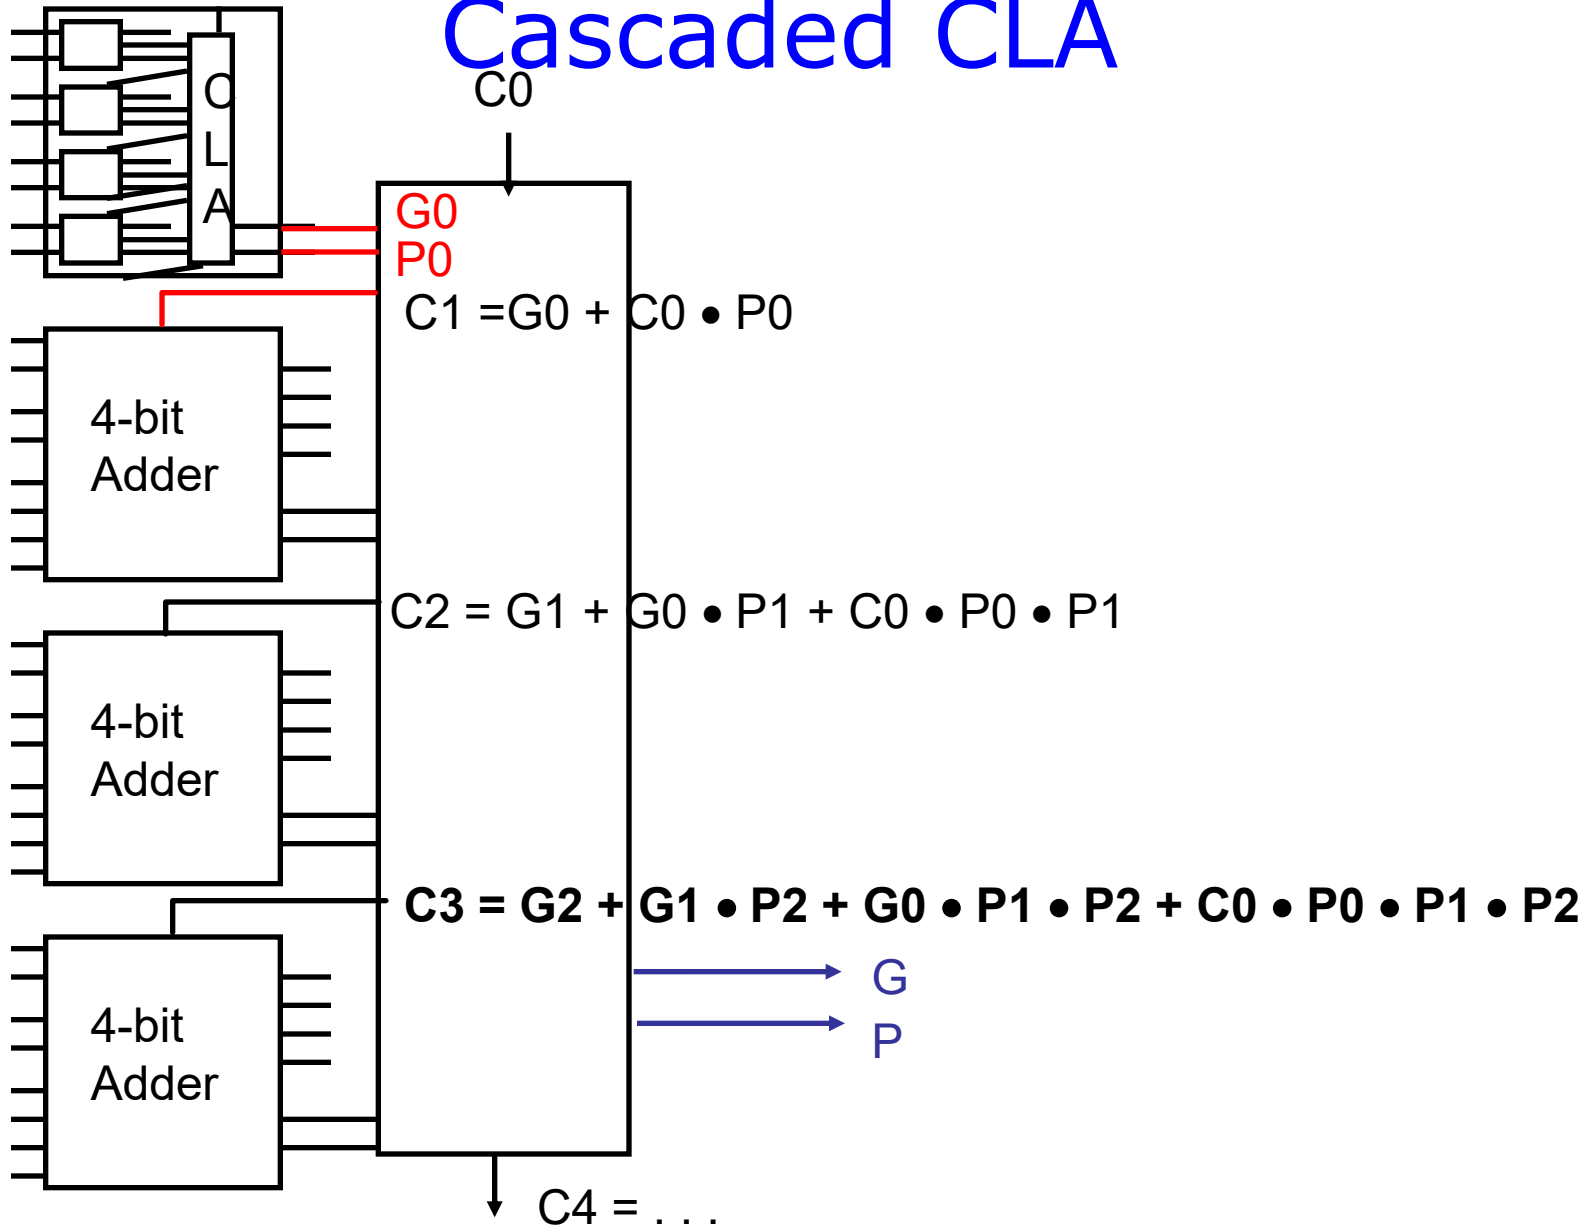 Cascaded CLA
C0
C
L
A
G0
P0
C1 =G0 + C0 • P0
4-bit
Adder
C2 = G1 + G0 • P1 + C0 • P0 • P1
4-bit
Adder
C3 = G2 + G1 • P2 + G0 • P1 • P2 + C0 • P0 • P1 • P2
G
P
4-bit
Adder
C4 = . . .